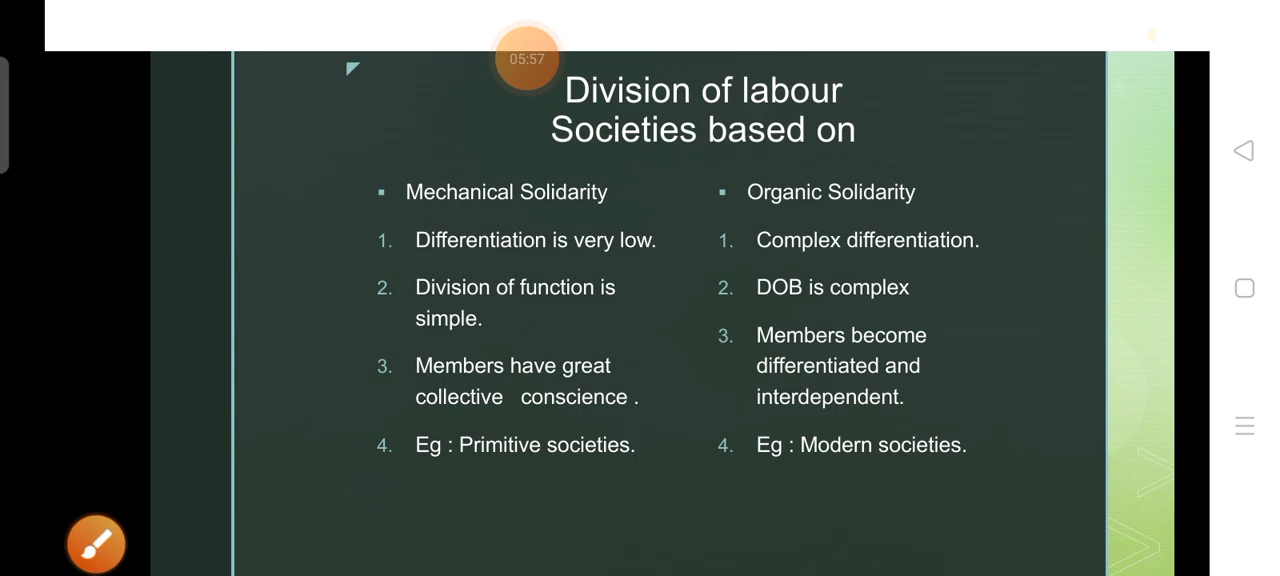 05:57
Division of labour
Societies based on
▪ Mechanical Solidarity
1. Differentiation is very low.
2. Division of function is
simple.
3. Members have great
collective conscience .
4. Eg : Primitive societies.
▪ Organic Solidarity
1. Complex differentiation.
2. DOB is complex
3. Members become
differentiated and
interdependent.
4. Eg : Modern societies.